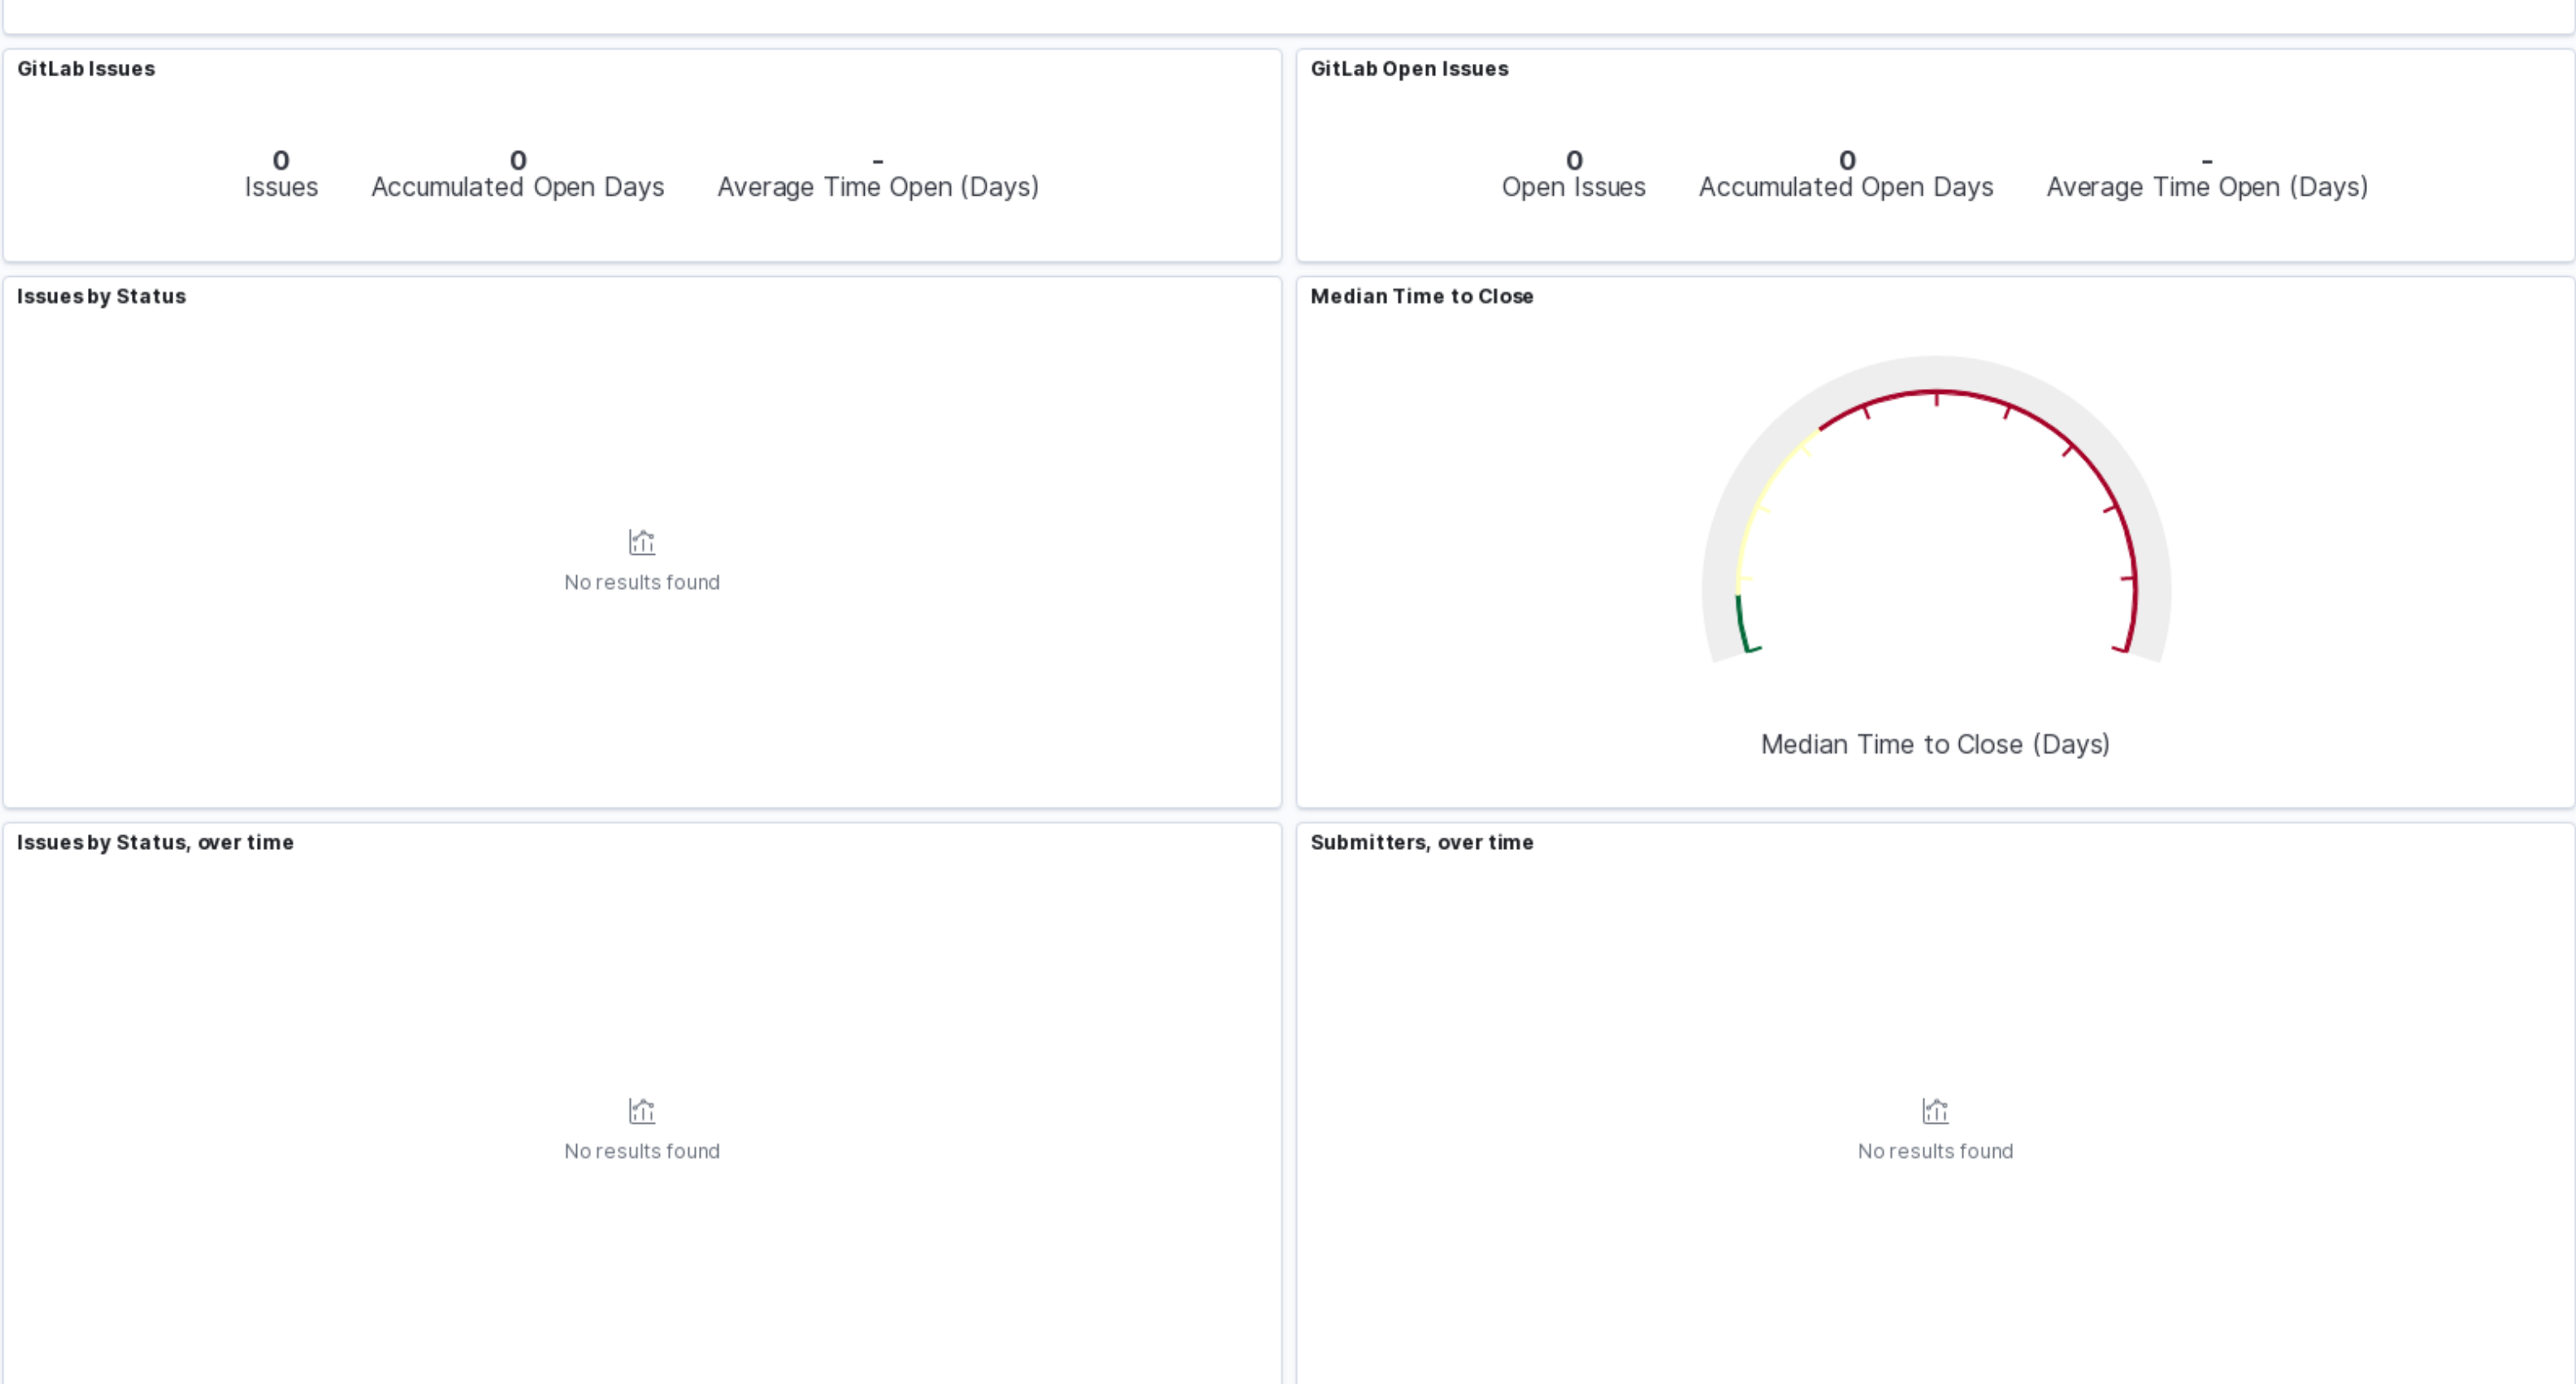 GitLab Issues
0
Issues
0
Accumulated Open Days
-
Average Time Open (Days)
GitLab Open Issues
0
Open Issues
0
Accumulated Open Days
-
Average Time Open (Days)
Issues by Status
No results found
Median Time to Close
Median Time to Close (Days)
Issues by Status, over time
No results found
Submitters, over time
No results found